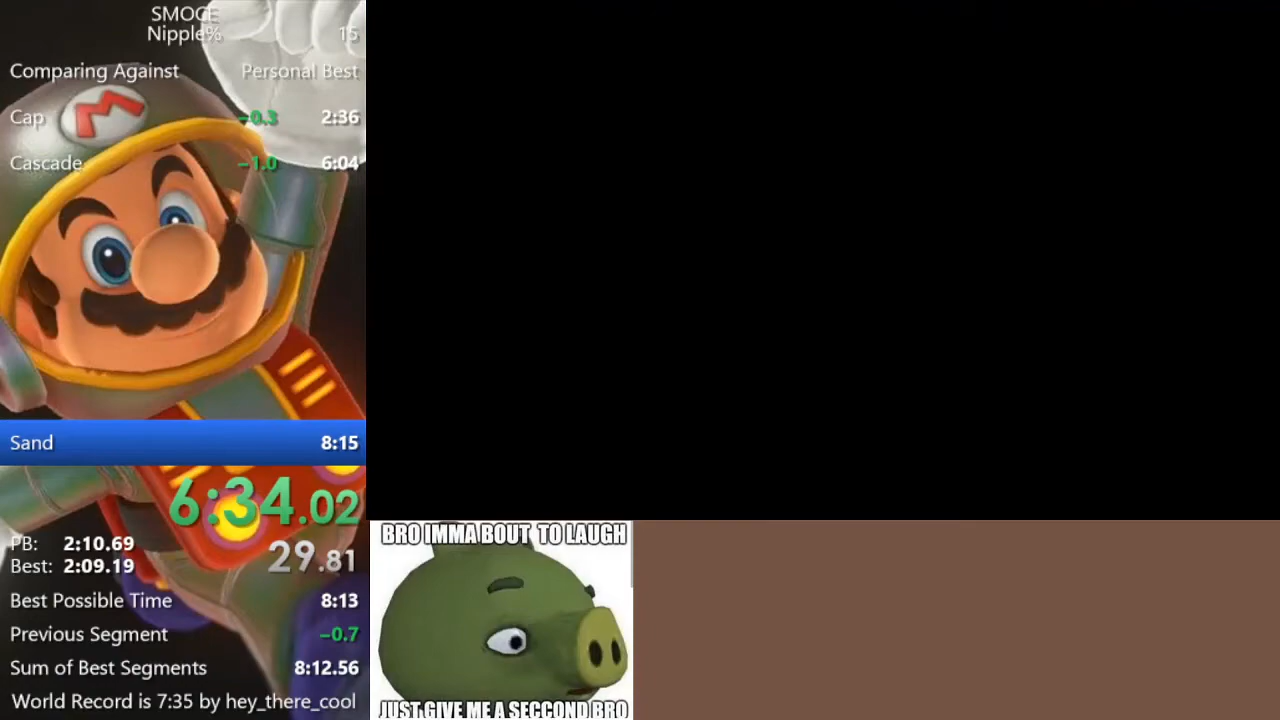 SMOCE
Nipple% 15
Comparing Against Personal Best
Cap -0.3 2:36
Cascade -1.0 6:04
Sand 8:15
6:34.02
PB: 2:10.69
29.81
Best: 2:09.19
Best Possible Time 8:13
Previous Segment -0.7
Sum of Best Segments 8:12.56
World Record is 7:35 by hey_there_cool
BRO IMMA BOUT TO LAUGH
JUST GIVE ME A SECCOND BRO